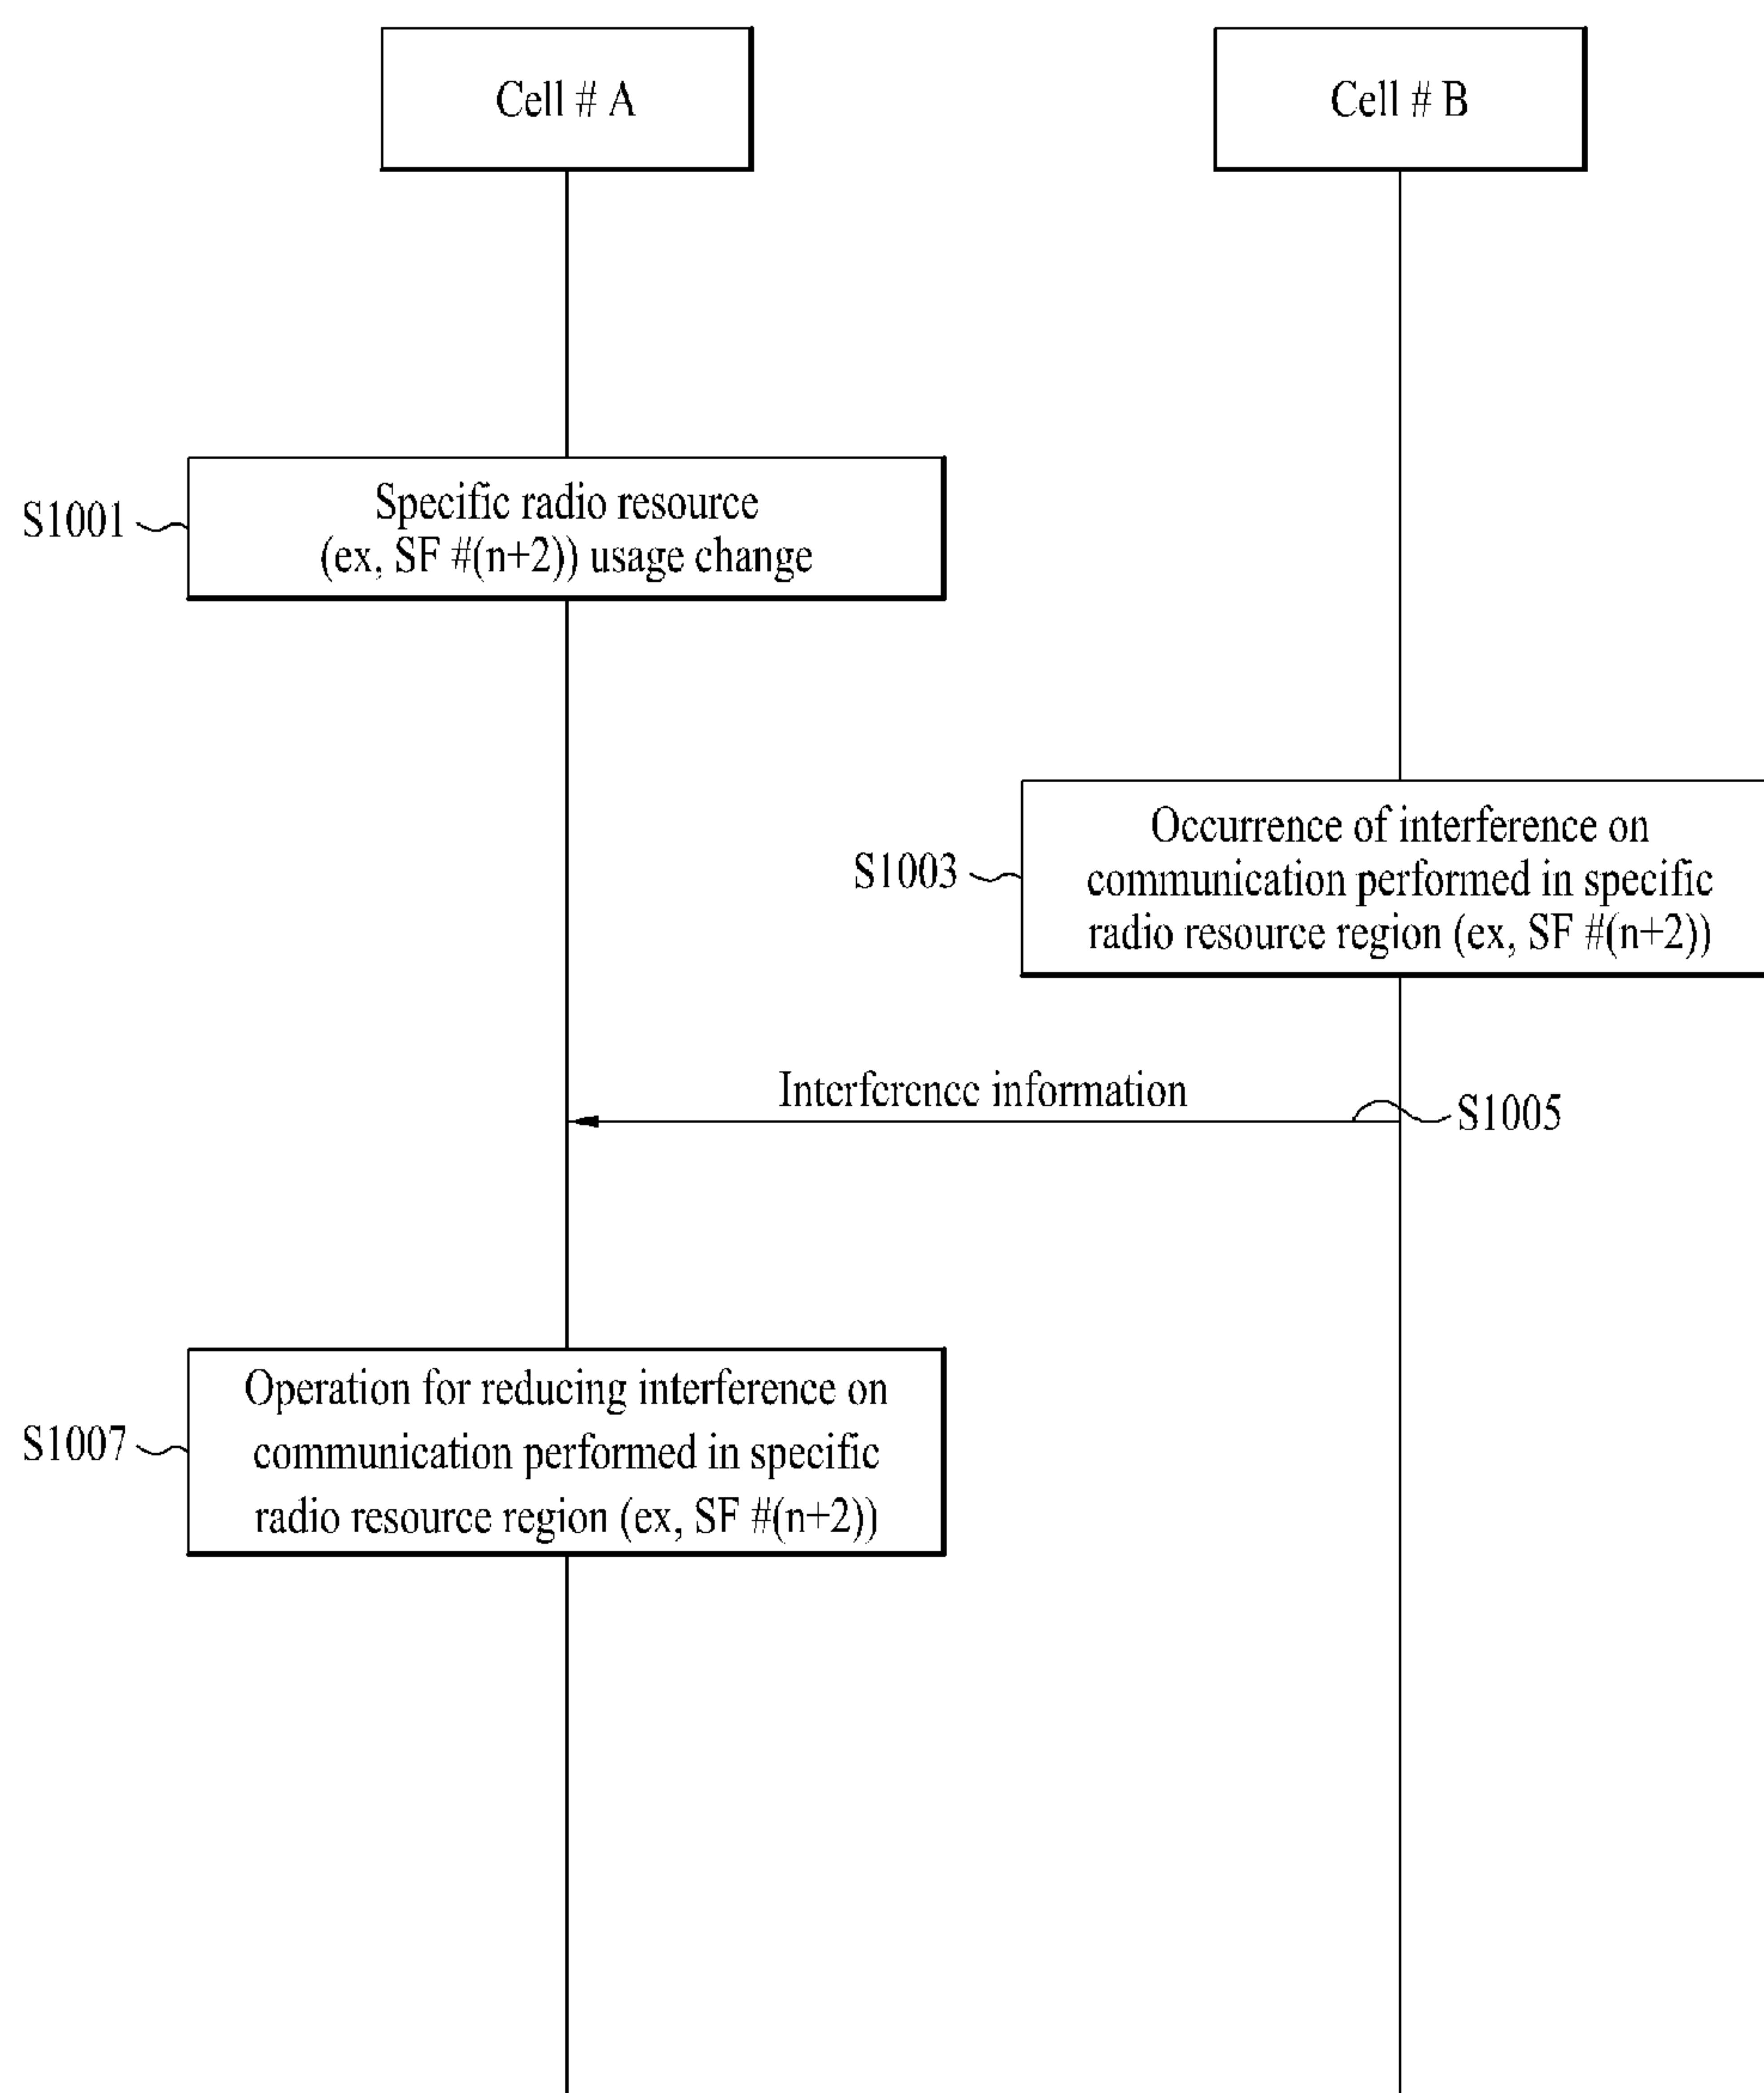 Cell # A
Cell # B
S1001
Specific radio resource
(ex, SF #(n+2)) usage change
S1003
Occurrence of interference on
communication performed in specific
radio resource region (ex, SF #(n+2))
Interference information
S1005
S1007
Operation for reducing interference on
communication performed in specific
radio resource region (ex, SF #(n+2))